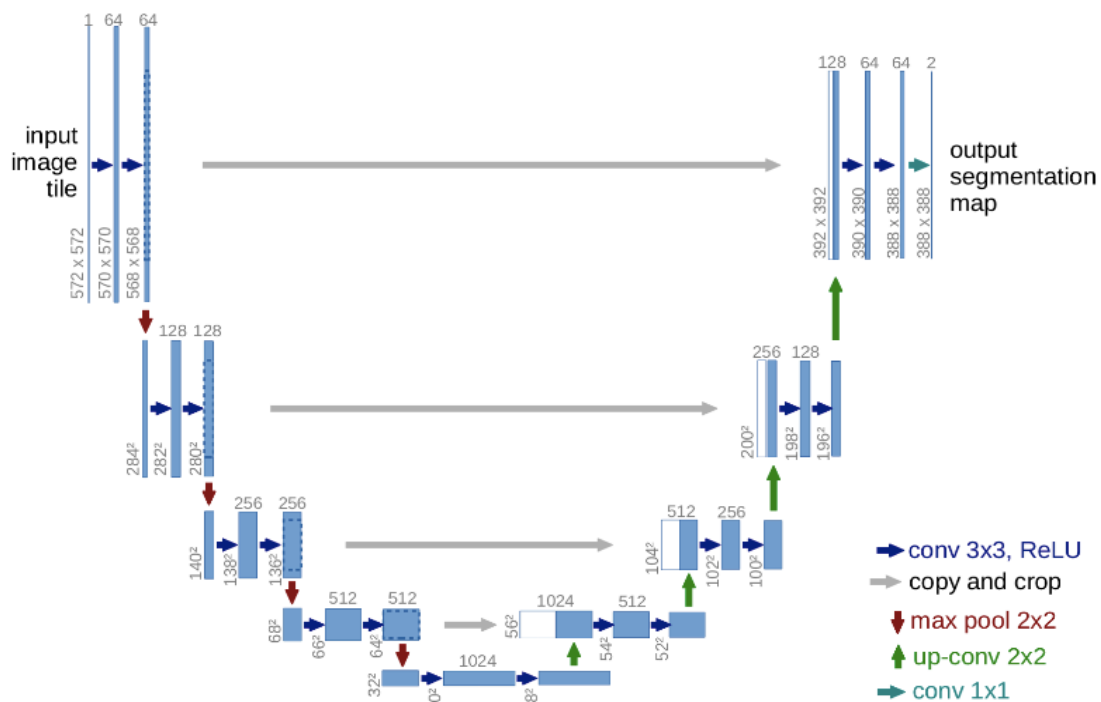 1 64 64
128 64 64 2
input
image
tile
output
segmentation
map
572 x 572
570 x 570
568 x 568
392 x 392
390 x 390
388 x 388
388 x 388
128 128
256 128
284²
282²
280²
200²
198²
196²
256 256
512 256
140²
138²
136²
104²
102²
100²
512 512
1024 512
68²
66²
64²
56²
54²
52²
1024
32²
0²
8²
conv 3x3, ReLU
copy and crop
max pool 2x2
up-conv 2x2
conv 1x1